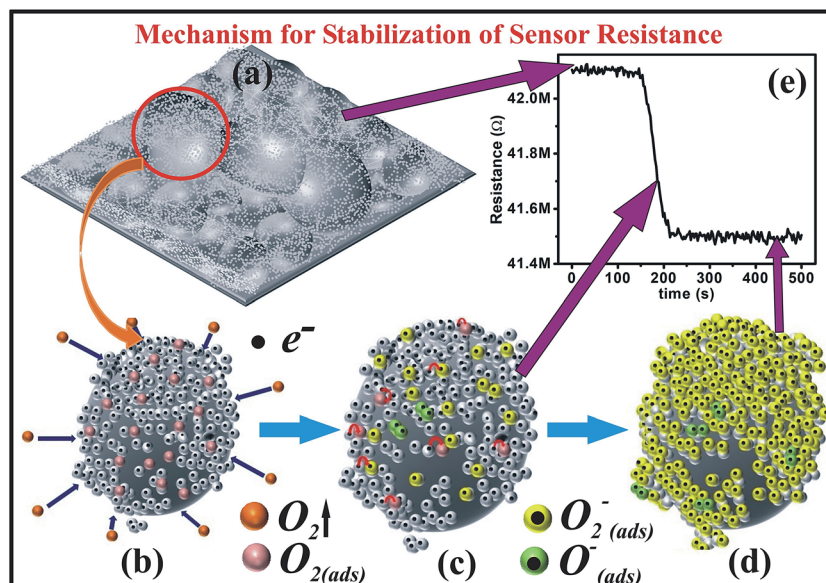 Mechanism for Stabilization of Sensor Resistance
(a)
(e)
Resistance (Ω)
42.0M
41.8M
41.6M
41.4M
0 100 200 300 400 500
time (s)
e⁻
O₂
O₂(ads)
O₂⁻(ads)
O⁻(ads)
(b)
(c)
(d)